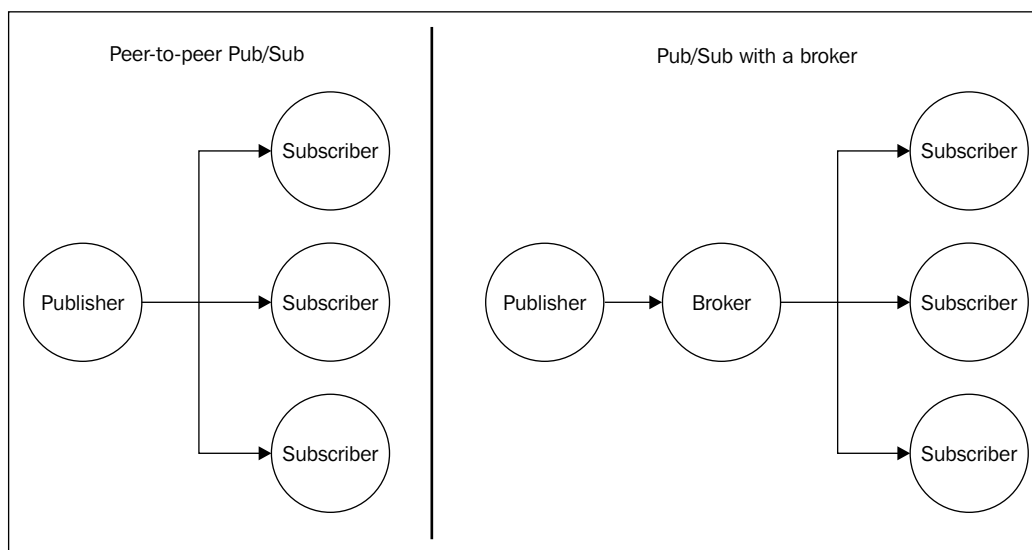 Peer-to-peer Pub/Sub
Subscriber
Publisher
Subscriber
Subscriber
Pub/Sub with a broker
Subscriber
Publisher
Broker
Subscriber
Subscriber